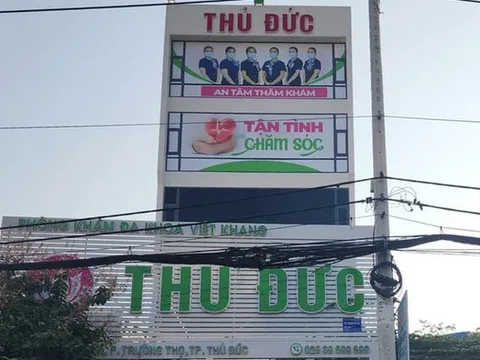 THỦ ĐỨC
AN TÂM THĂM KHÁM
TẬN TÌNH
CHĂM SÓC
PHÒNG KHÁM ĐA KHOA VIỆT KHANG
THỦ ĐỨC
P. TRƯỜNG THỌ, TP. THỦ ĐỨC